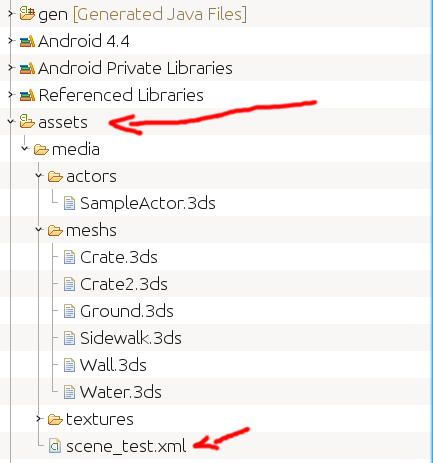 gen [Generated Java Files]
Android 4.4
Android Private Libraries
Referenced Libraries
assets
media
actors
SampleActor.3ds
meshs
Crate.3ds
Crate2.3ds
Ground.3ds
Sidewalk.3ds
Wall.3ds
Water.3ds
textures
scene_test.xml